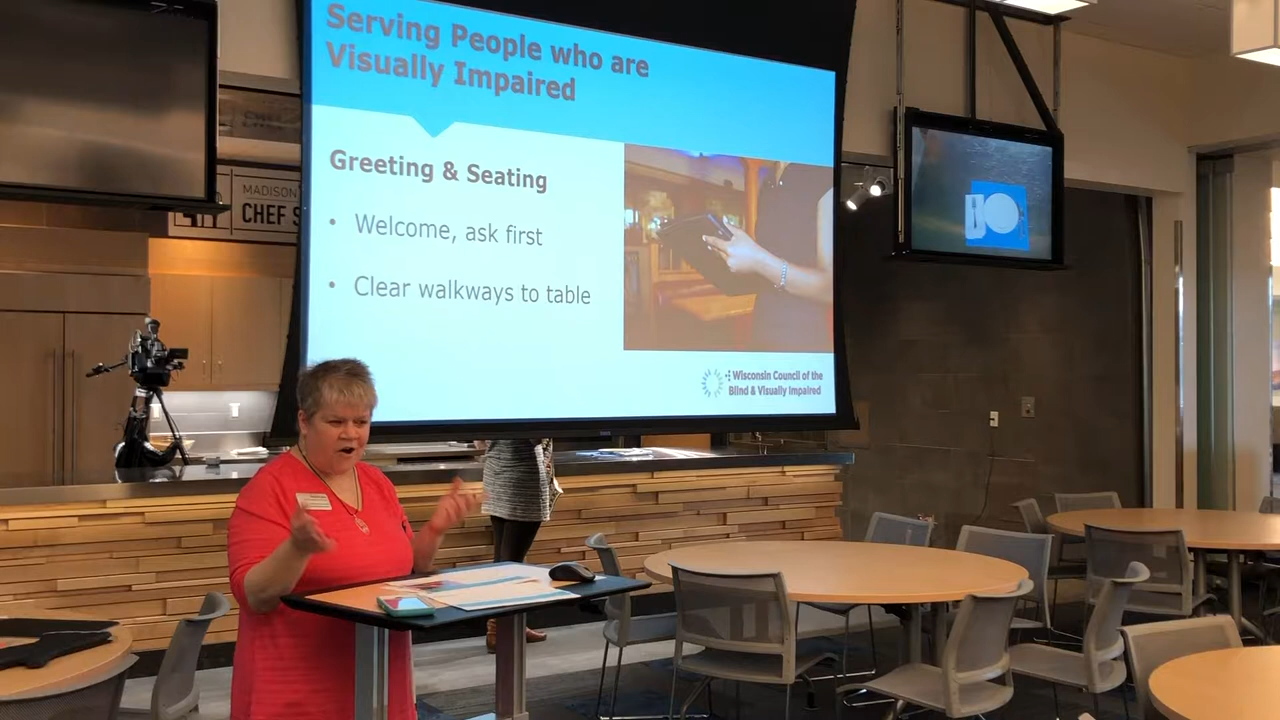 Serving People who are
Visually Impaired
Greeting & Seating
• Welcome, ask first
• Clear walkways to table
Wisconsin Council of the
Blind & Visually Impaired
MADISON
CHEF S